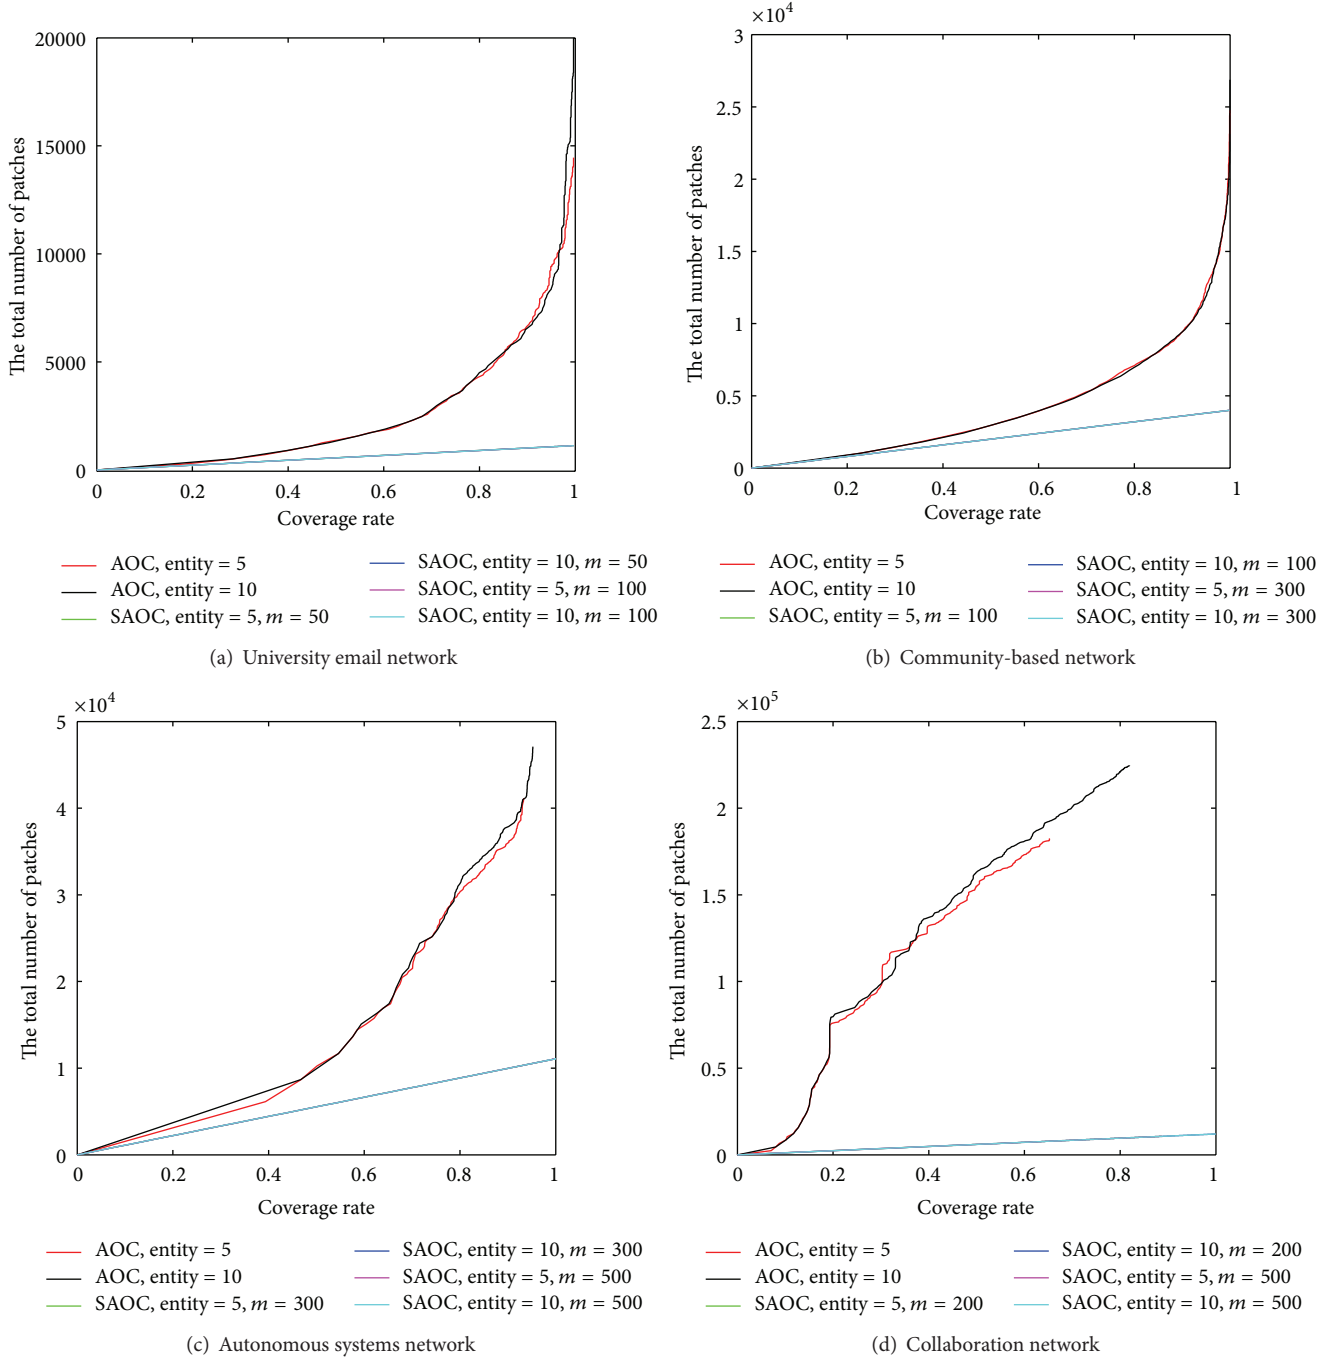 20000
15000
10000
5000
0
The total number of patches
0 0.2 0.4 0.6 0.8 1
Coverage rate
AOC, entity = 5
AOC, entity = 10
SAOC, entity = 5, m = 50
SAOC, entity = 10, m = 50
SAOC, entity = 5, m = 100
SAOC, entity = 10, m = 100
(a) University email network
×10⁴
3
2.5
2
1.5
1
0.5
0
The total number of patches
0 0.2 0.4 0.6 0.8 1
Coverage rate
AOC, entity = 5
AOC, entity = 10
SAOC, entity = 5, m = 100
SAOC, entity = 10, m = 100
SAOC, entity = 5, m = 300
SAOC, entity = 10, m = 300
(b) Community-based network
×10⁴
5
4
3
2
1
0
The total number of patches
0 0.2 0.4 0.6 0.8 1
Coverage rate
AOC, entity = 5
AOC, entity = 10
SAOC, entity = 5, m = 300
SAOC, entity = 10, m = 300
SAOC, entity = 5, m = 500
SAOC, entity = 10, m = 500
(c) Autonomous systems network
×10⁵
2.5
2
1.5
1
0.5
0
The total number of patches
0 0.2 0.4 0.6 0.8 1
Coverage rate
AOC, entity = 5
AOC, entity = 10
SAOC, entity = 5, m = 200
SAOC, entity = 10, m = 200
SAOC, entity = 5, m = 500
SAOC, entity = 10, m = 500
(d) Collaboration network